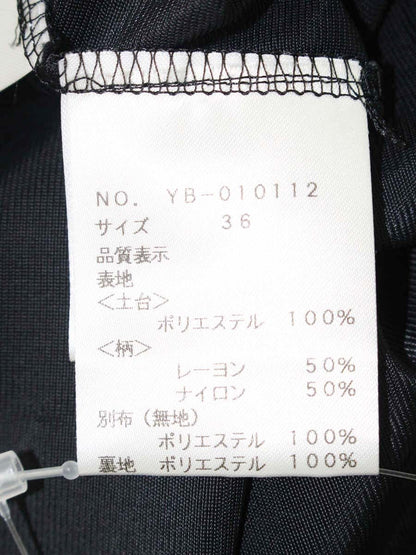 NO. YB-010112
サイズ 36
品質表示
表地
<土台>
ポリエステル 100%
<柄>
レーヨン 50%
ナイロン 50%
別布(無地)
ポリエステル 100%
裏地 ポリエステル 100%